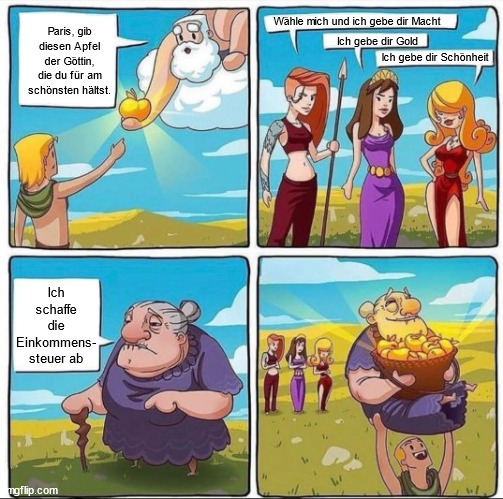 Paris, gib
diesen Apfel
der Göttin,
die du für am
schönsten hältst.
Wähle mich und ich gebe dir Macht
Ich gebe dir Gold
Ich gebe dir Schönheit
Ich
schaffe
die
Einkommens-
steuer ab
mgflip.com